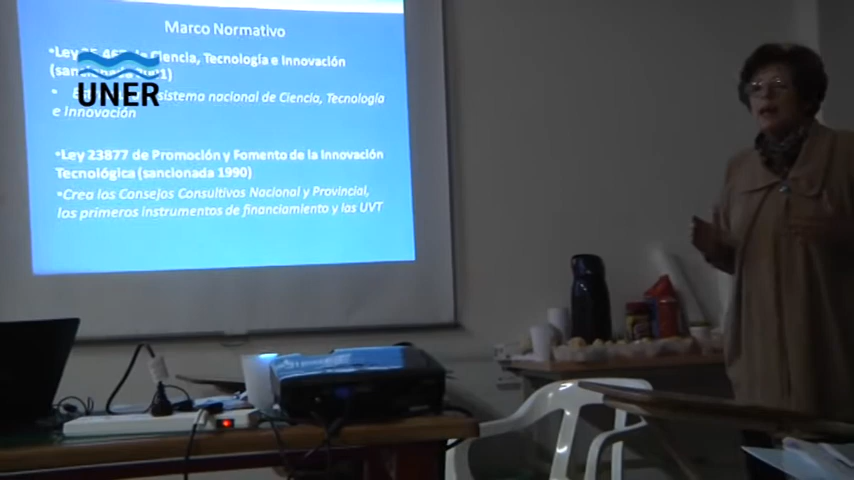 Marco Normativo
•Ley Ciencia, Tecnología e Innovación
(sancionada
UNER
• sistema nacional de Ciencia, Tecnología
e Innovación
•Ley 23877 de Promoción y Fomento de la Innovación
Tecnológica (sancionada 1990)
•Crea los Consejos Consultivos Nacional y Provincial,
los primeros instrumentos de financiamiento y las UVT